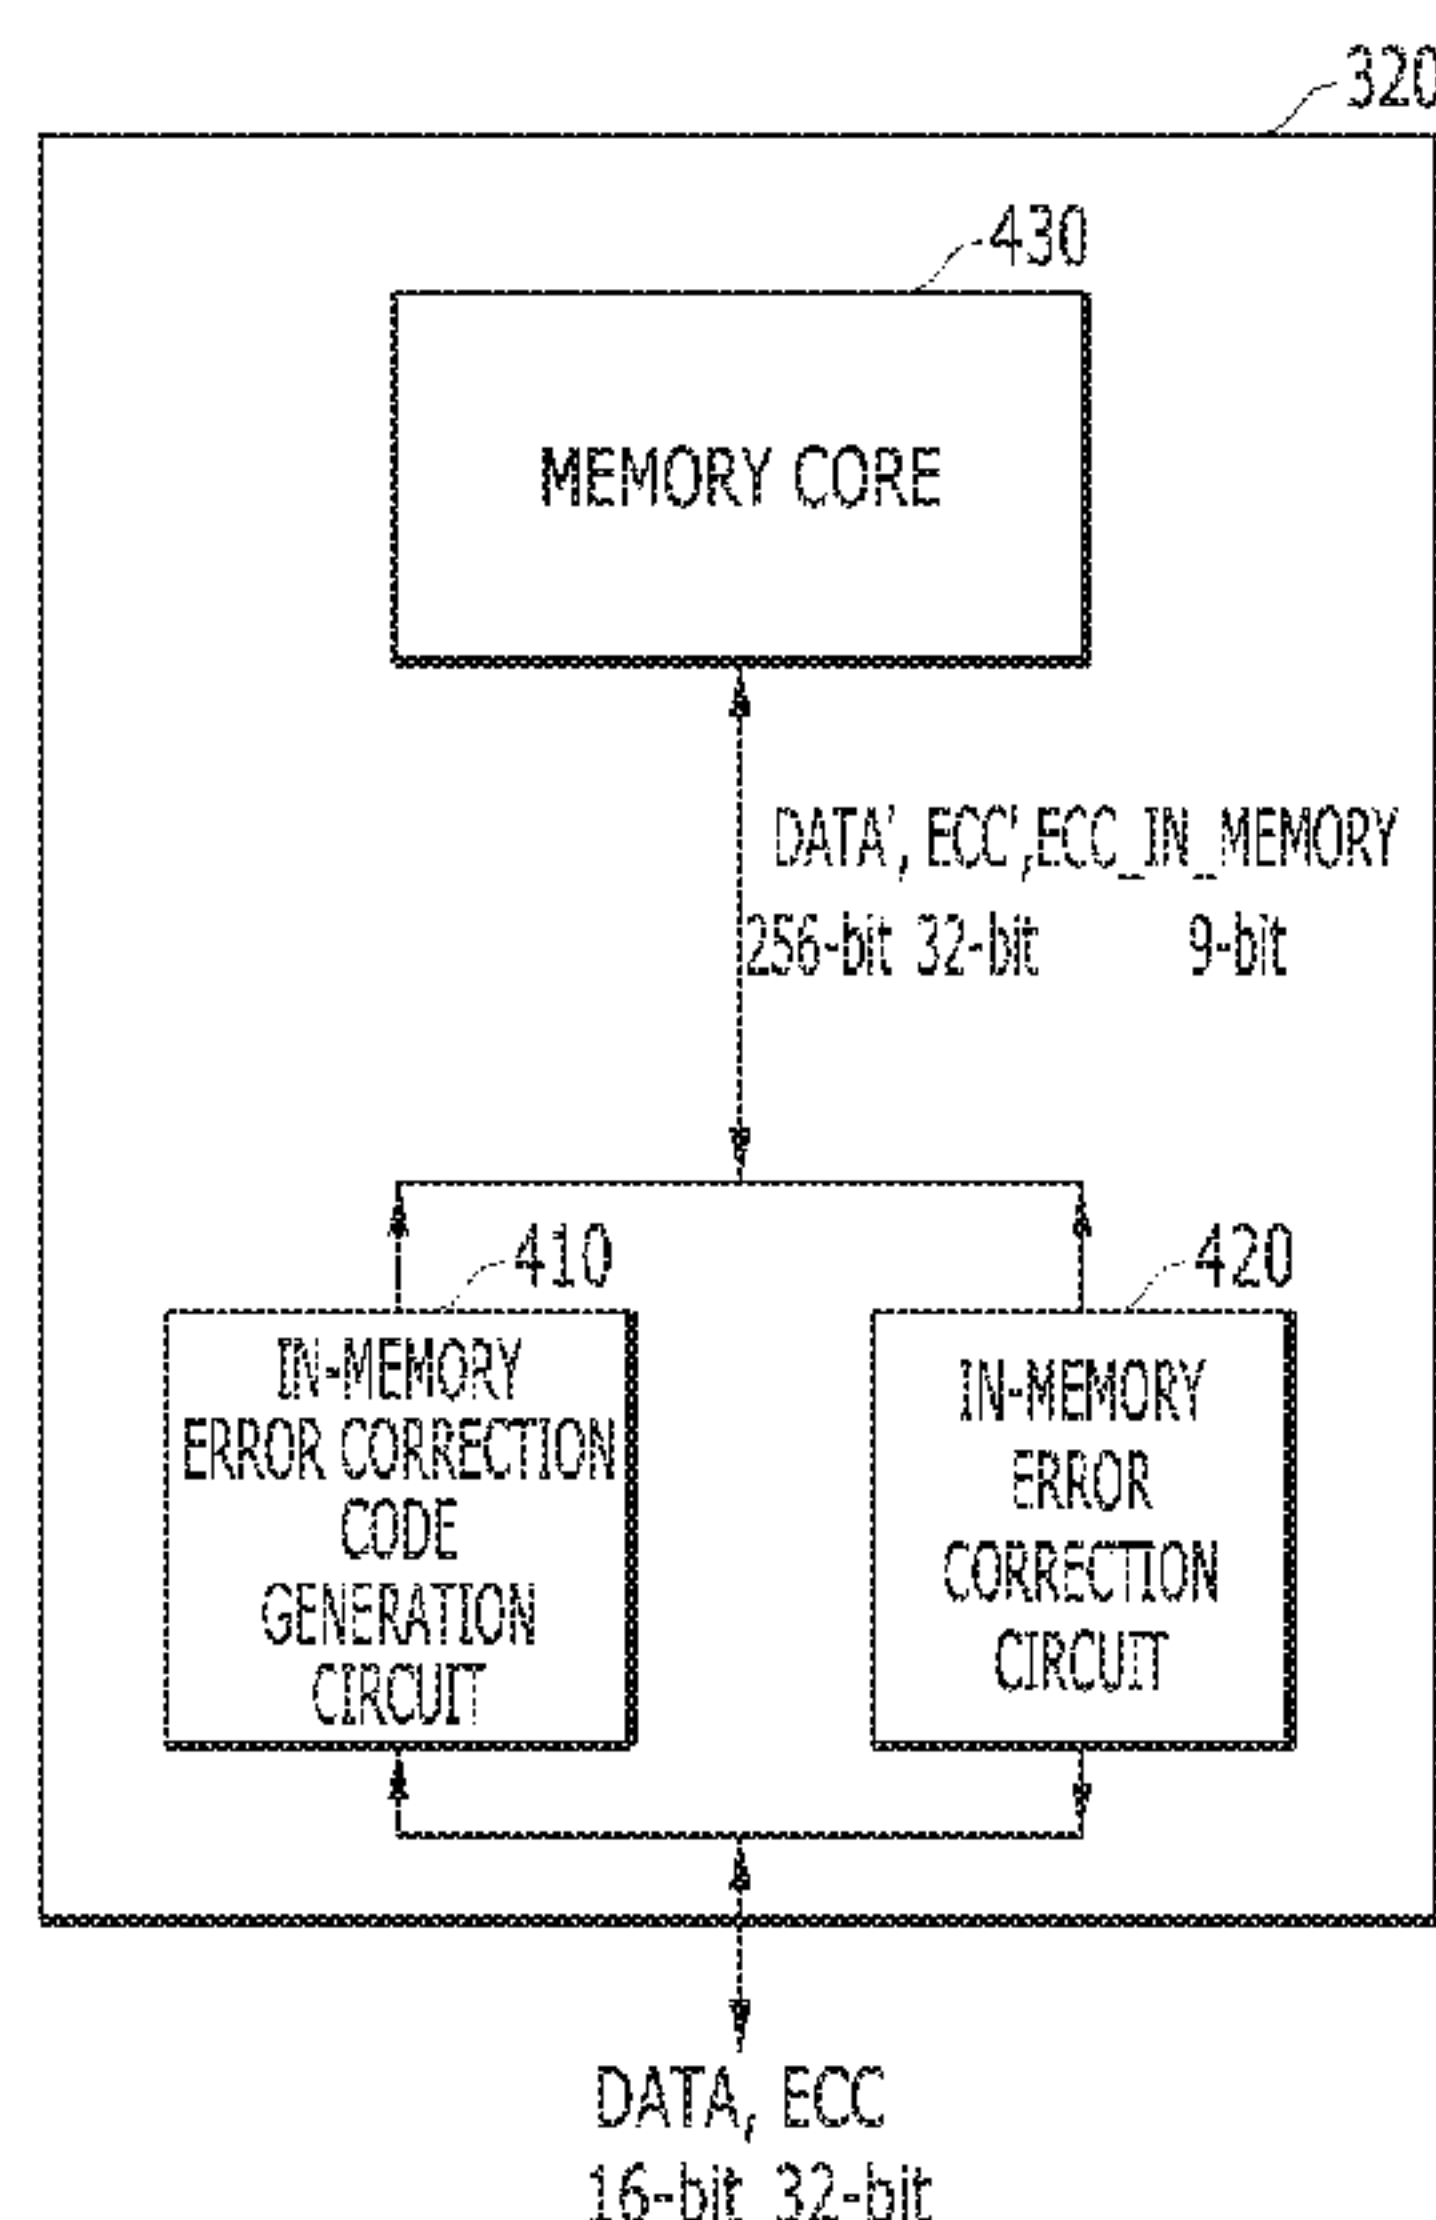 320
430
MEMORY CORE
DATA', ECC',ECC_IN_MEMORY
256-bit 32-bit 9-bit
410
IN-MEMORY
ERROR CORRECTION
CODE
GENERATION
CIRCUIT
420
IN-MEMORY
ERROR
CORRECTION
CIRCUIT
DATA, ECC
16-bit 32-bit